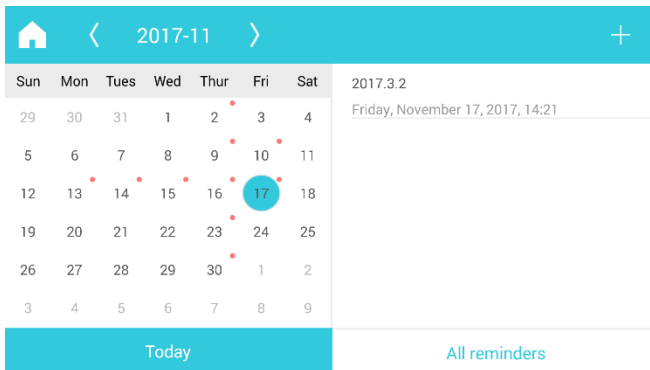 2017-11
Sun Mon Tues Wed Thur Fri Sat
29 30 31 1 2 3 4
5 6 7 8 9 10 11
12 13 14 15 16 17 18
19 20 21 22 23 24 25
26 27 28 29 30 1 2
3 4 5 6 7 8 9
Today
2017.3.2
Friday, November 17, 2017, 14:21
All reminders